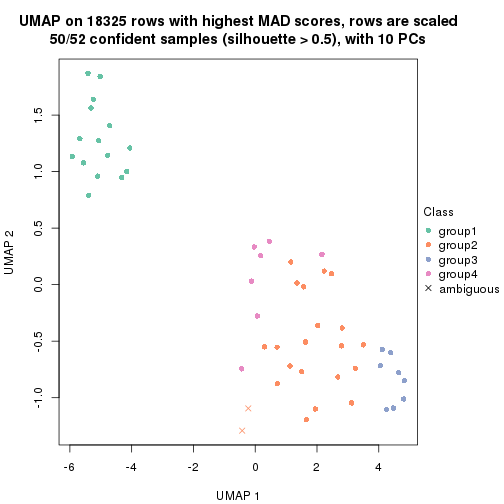 UMAP on 18325 rows with highest MAD scores, rows are scaled
50/52 confident samples (silhouette > 0.5), with 10 PCs
UMAP 2
1.5
1.0
0.5
0.0
-0.5
-1.0
-6
-4
-2
0
2
4
UMAP 1
Class
group1
group2
group3
group4
ambiguous